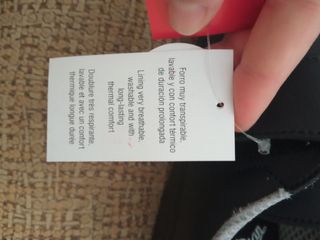 Forro muy transpirable,
lavable y con confort térmico
de duración prolongada
Lining very breathable,
washable and with
long-lasting
thermal comfort
Doublure très respirante,
lavable et avec un confort
thermique longue durée